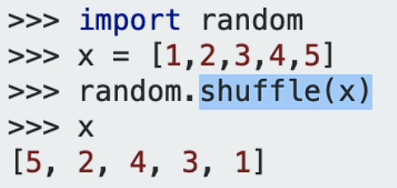 >>> import random
>>> x = [1,2,3,4,5]
>>> random.shuffle(x)
>>> x
[5, 2, 4, 3, 1]